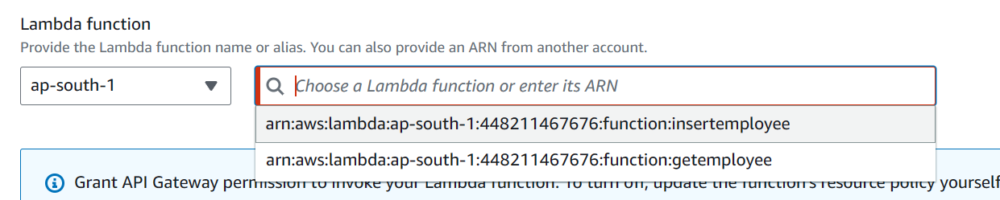 Lambda function
Provide the Lambda function name or alias. You can also provide an ARN from another account.
ap-south-1
Choose a Lambda function or enter its ARN
arn:aws:lambda:ap-south-1:448211467676:function:insertemployee
arn:aws:lambda:ap-south-1:448211467676:function:getemployee
Grant API Gateway permission to invoke your Lambda function. To turn off, update the function's resource policy yourself